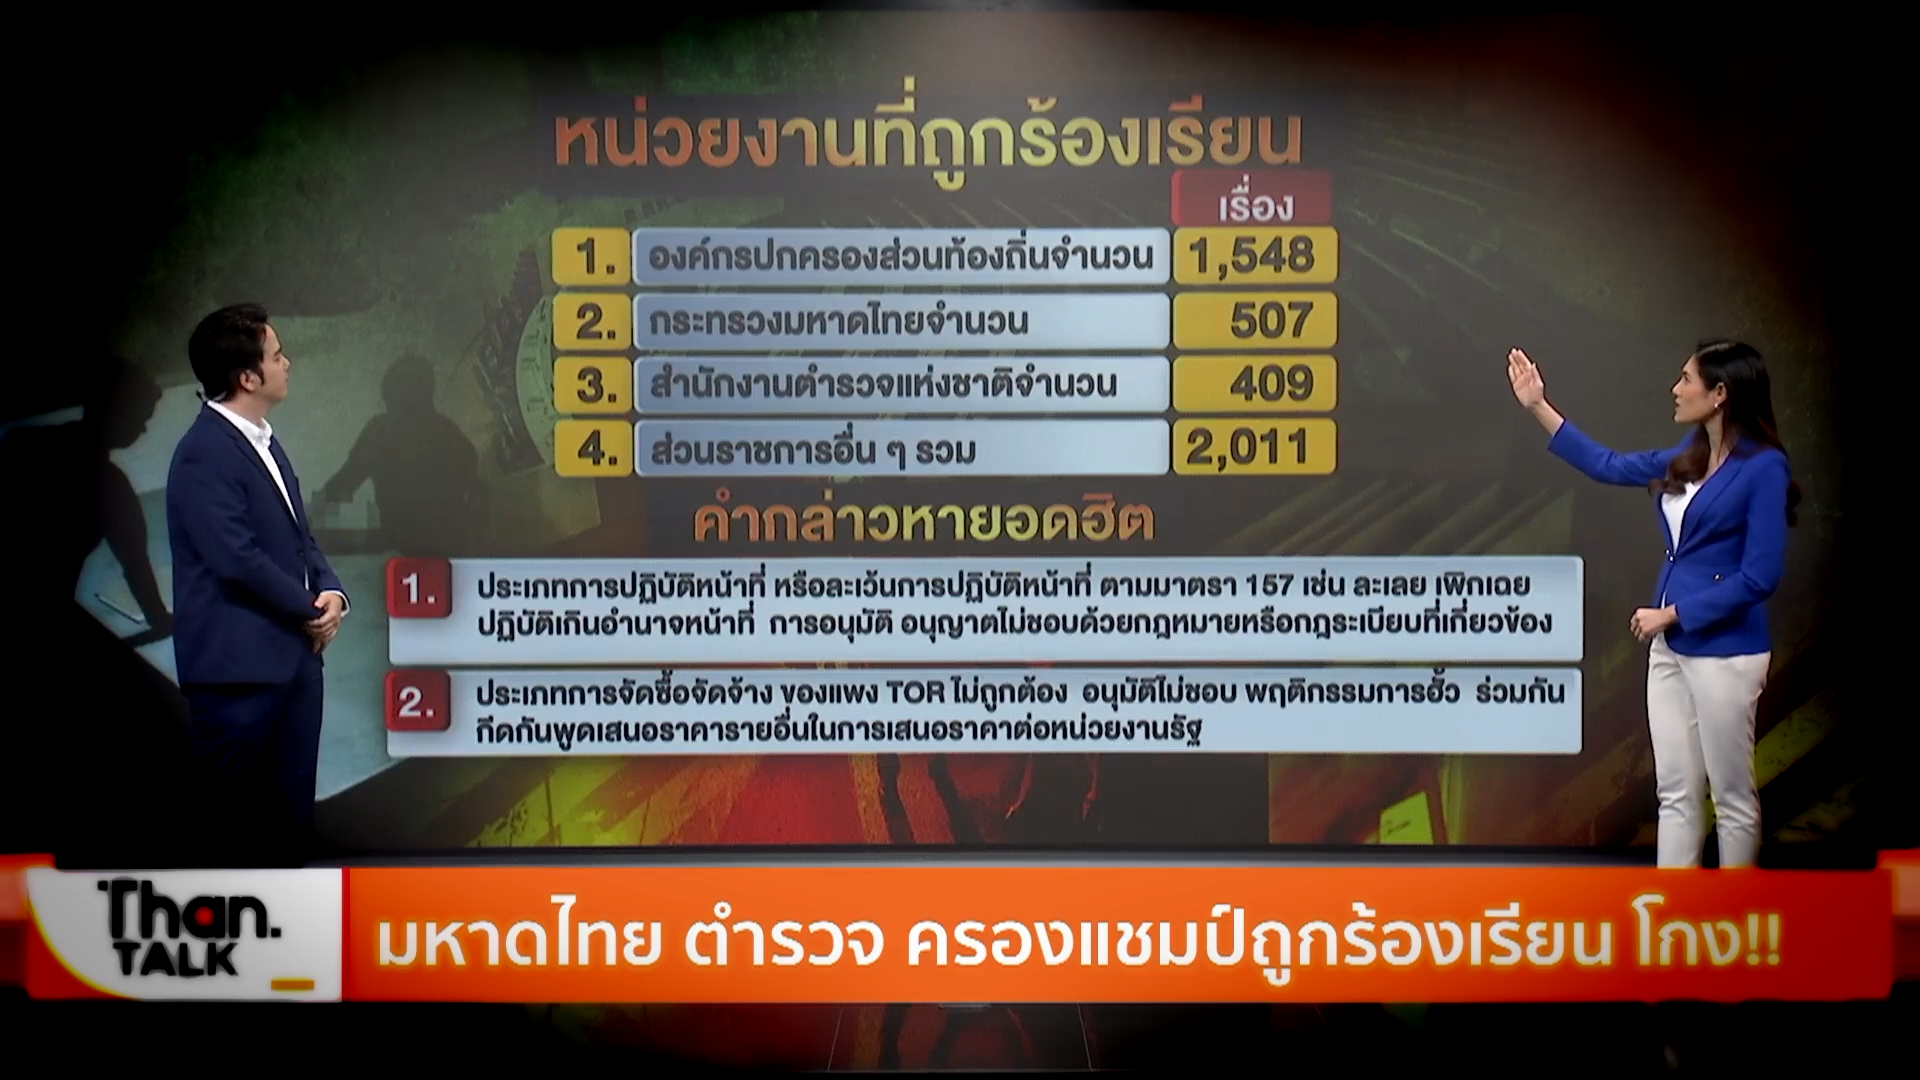 หน่วยงานที่ถูกร้องเรียน
เรื่อง
1. องค์กรปกครองส่วนท้องถิ่นจำนวน 1,548
2. กระทรวงมหาดไทยจำนวน 507
3. สำนักงานตำรวจแห่งชาติจำนวน 409
4. ส่วนราชการอื่น ๆ รวม 2,011
คำกล่าวหายอดฮิต
1. ประเภทการปฏิบัติหน้าที่ หรือละเว้นการปฏิบัติหน้าที่ ตามมาตรา 157 เช่น ละเลย เพิกเฉย
ปฏิบัติเกินอำนาจหน้าที่ การอนุมัติ อนุญาตไม่ชอบด้วยกฎหมายหรือกฎระเบียบที่เกี่ยวข้อง
2. ประเภทการจัดซื้อจัดจ้าง ของแพง TOR ไม่ถูกต้อง อนุมัติไม่ชอบ พฤติกรรมการฮั้ว ร่วมกัน
กีดกันพูดเสนอราคารายอื่นในการเสนอราคาต่อหน่วยงานรัฐ
Than.
TALK
มหาดไทย ตำรวจ ครองแชมป์ถูกร้องเรียน โกง!!